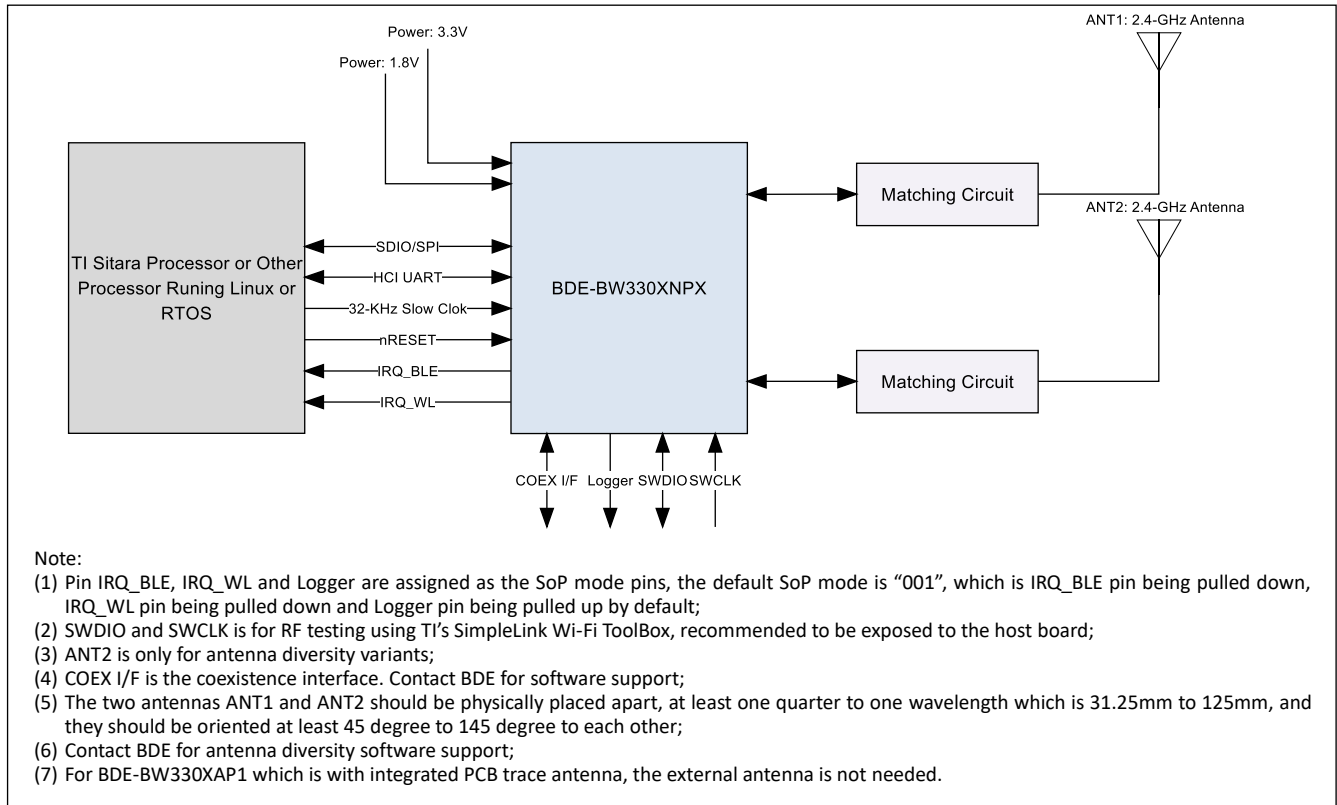 ANT1: 2.4-GHz Antenna
Power: 3.3V
Power: 1.8V
Matching Circuit
ANT2: 2.4-GHz Antenna
TI Sitara Processor or Other
Processor Runing Linux or
RTOS
SDIO/SPI
HCI UART
32-KHz Slow Clok
nRESET
IRQ_BLE
IRQ_WL
BDE-BW330XNPX
Matching Circuit
COEX I/F Logger SWDIO SWCLK
Note:
(1) Pin IRQ_BLE, IRQ_WL and Logger are assigned as the SoP mode pins, the default SoP mode is “001”, which is IRQ_BLE pin being pulled down,
IRQ_WL pin being pulled down and Logger pin being pulled up by default;
(2) SWDIO and SWCLK is for RF testing using TI’s SimpleLink Wi-Fi ToolBox, recommended to be exposed to the host board;
(3) ANT2 is only for antenna diversity variants;
(4) COEX I/F is the coexistence interface. Contact BDE for software support;
(5) The two antennas ANT1 and ANT2 should be physically placed apart, at least one quarter to one wavelength which is 31.25mm to 125mm, and
they should be oriented at least 45 degree to 145 degree to each other;
(6) Contact BDE for antenna diversity software support;
(7) For BDE-BW330XAP1 which is with integrated PCB trace antenna, the external antenna is not needed.